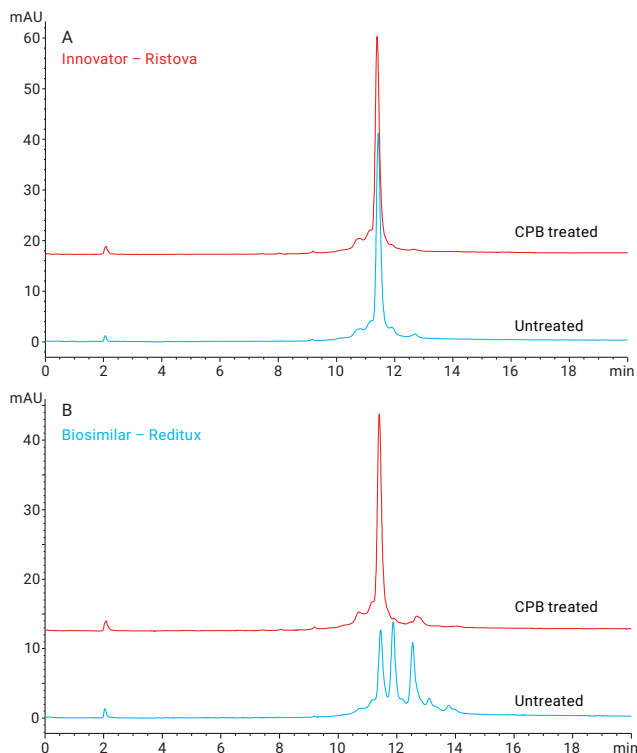 mAU
A
Innovator – Ristova
60
50
40
30
20
10
0
CPB treated
Untreated
0 2 4 6 8 10 12 14 16 18 min
mAU
B
Biosimilar – Reditux
40
30
20
10
0
CPB treated
Untreated
0 2 4 6 8 10 12 14 16 18 min